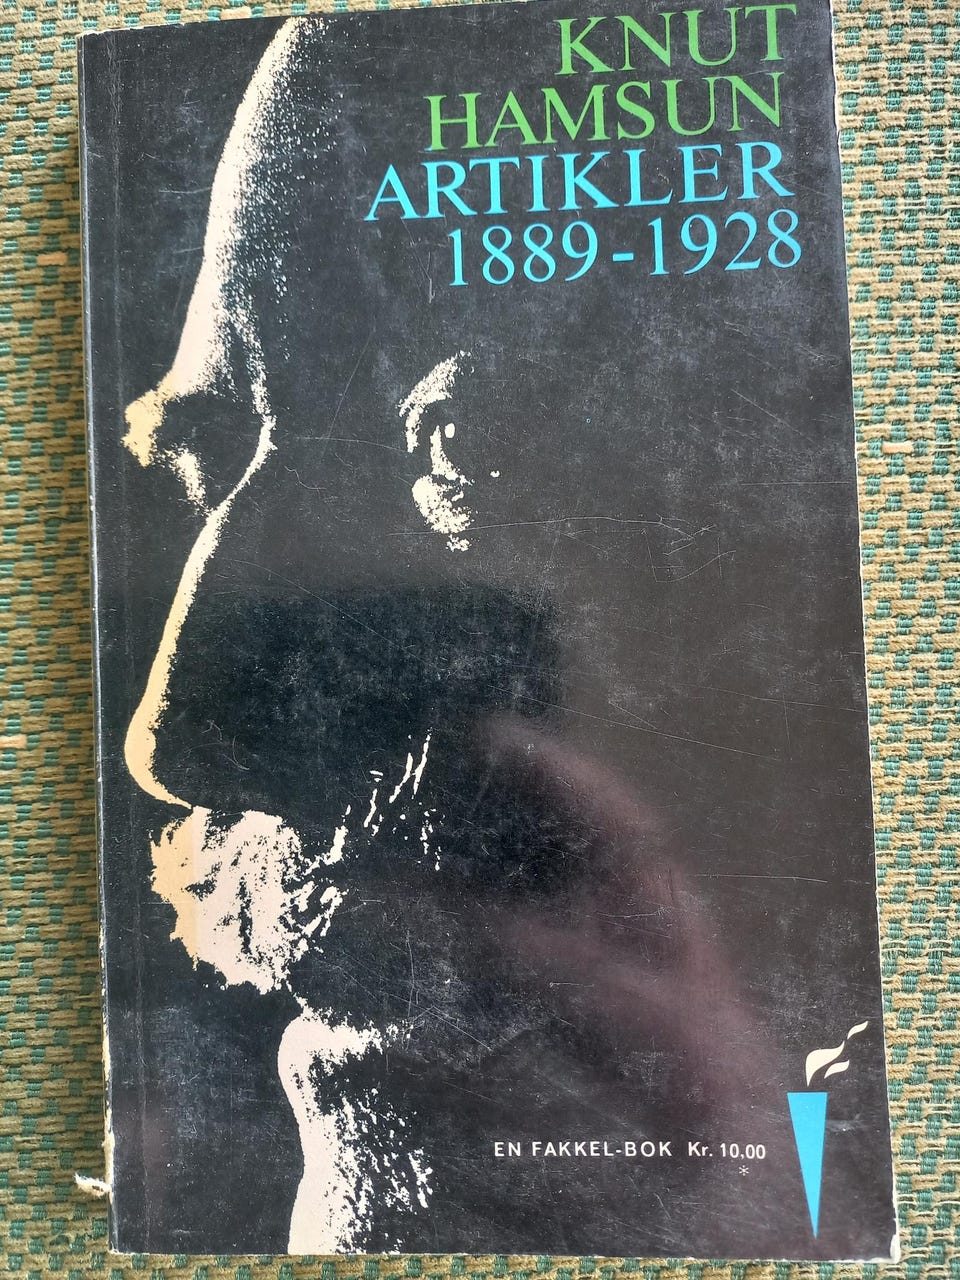 KNUT
HAMSUN
ARTIKLER
1889-1928
EN FAKKEL-BOK Kr. 10,00
*